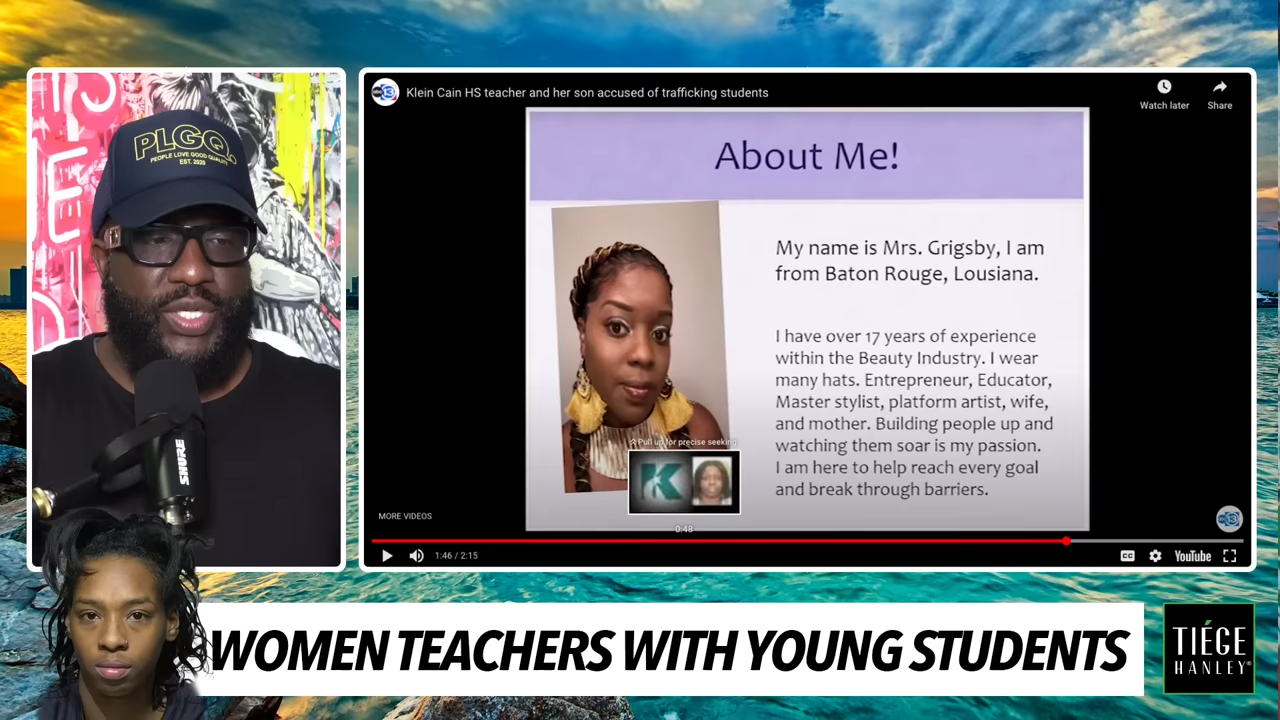 PLGQ.
PEOPLE LOVE GOOD QUALITY
EST. 2020
SHURE
Klein Cain HS teacher and her son accused of trafficking students
Watch later
Share
About Me!
My name is Mrs. Grigsby, I am
from Baton Rouge, Lousiana.
I have over 17 years of experience
within the Beauty Industry. I wear
many hats. Entrepreneur, Educator,
Master stylist, platform artist, wife,
and mother. Building people up and
watching them soar is my passion.
I am here to help reach every goal
and break through barriers.
Pull up for precise seeking
K
0:48
MORE VIDEOS
13
1:46 / 2:15
CC
YouTube
WOMEN TEACHERS WITH YOUNG STUDENTS
TIÉGE
HANLEY®